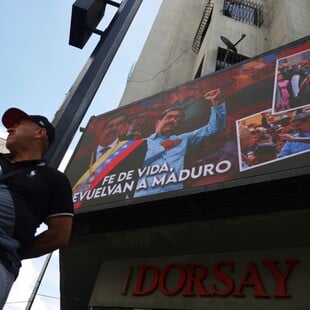 FE DE VIDA,
EVUELVAN A MADURO
DORSAY